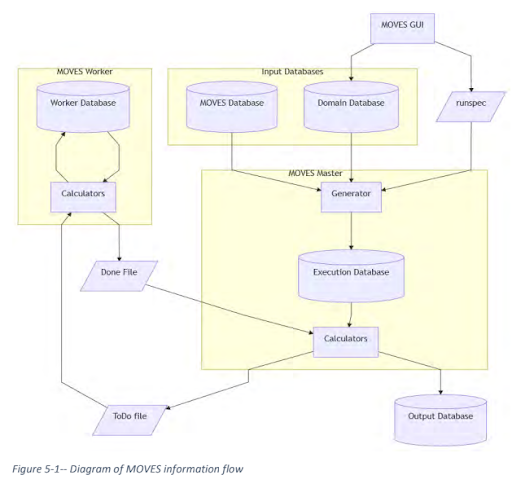 MOVES GUI
MOVES Worker
Input Databases
Worker Database
MOVES Database
Domain Database
runspec
MOVES Master
Calculators
Generator
Done File
Execution Database
Calculators
ToDo file
Output Database
Figure 5-1-- Diagram of MOVES information flow